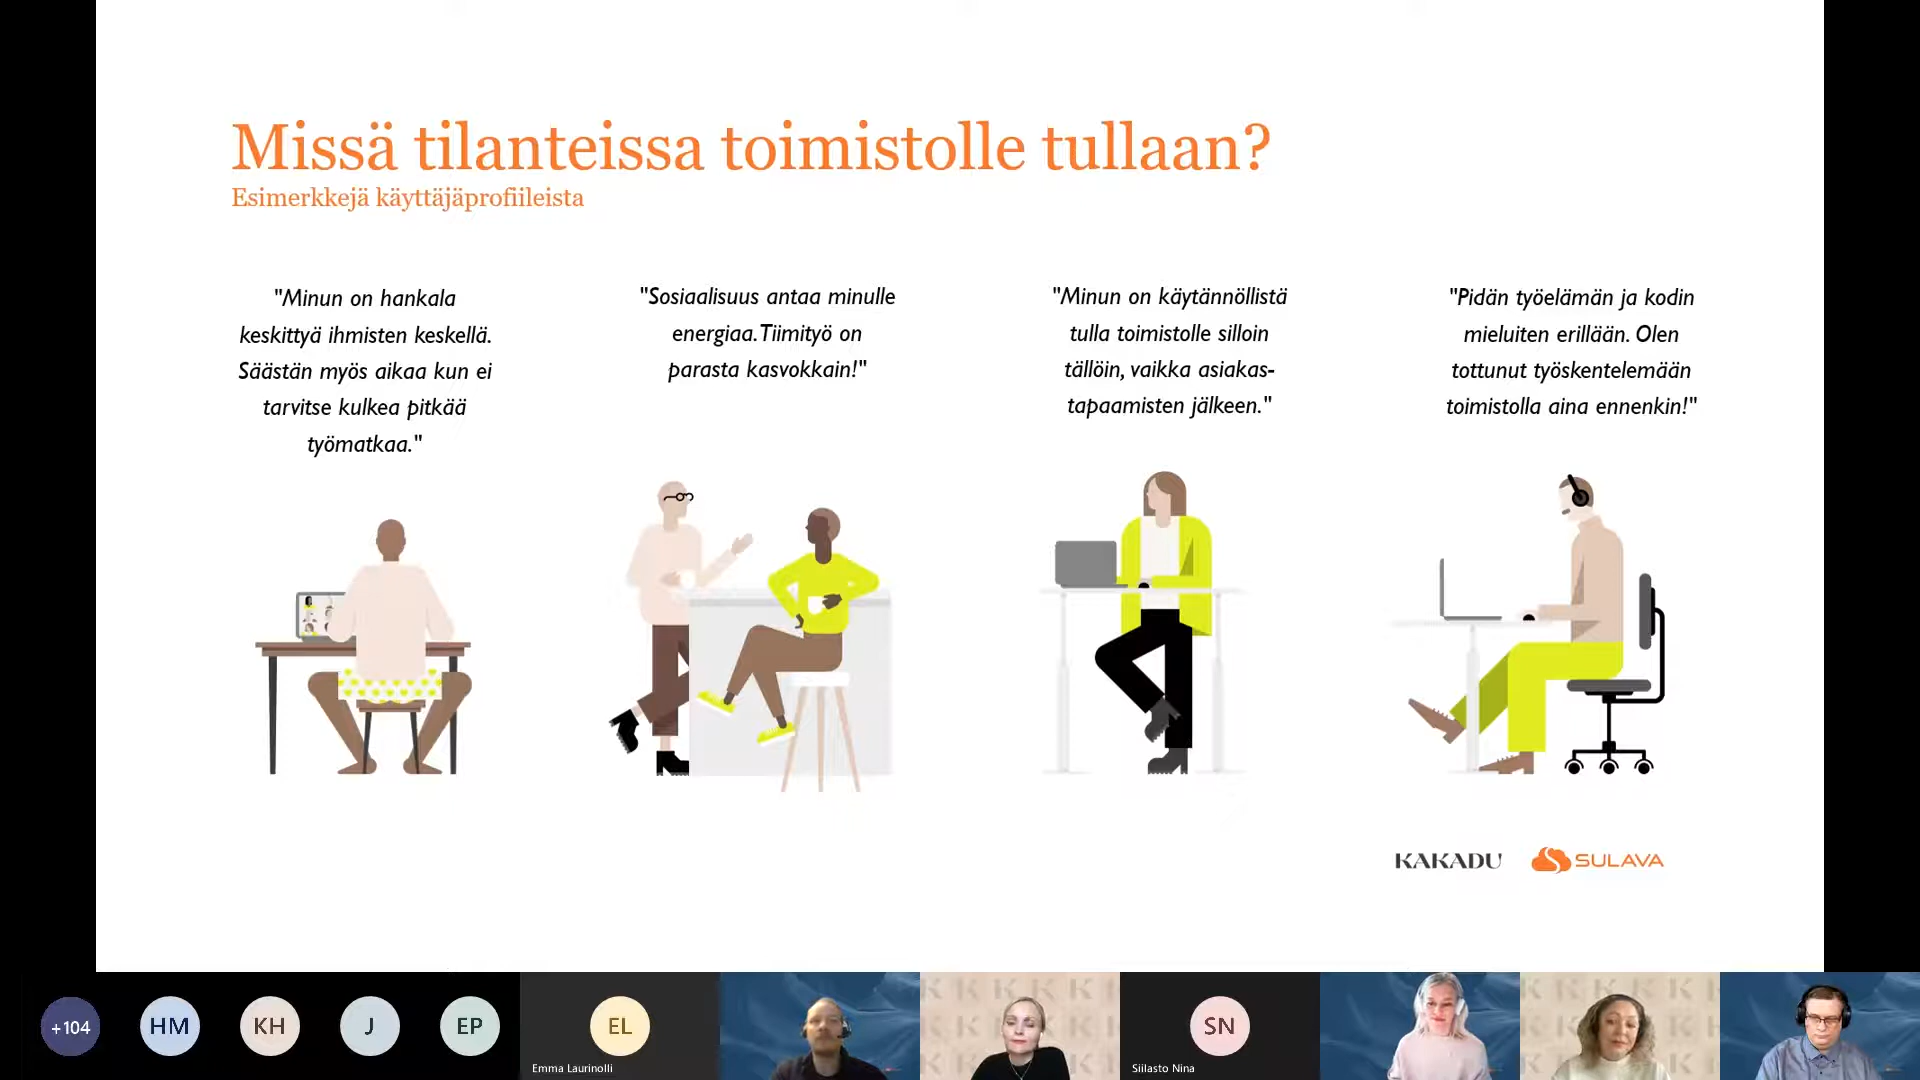 Missä tilanteissa toimistolle tullaan?
Esimerkkejä käyttäjäprofiileista
"Minun on hankala
keskittyä ihmisten keskellä.
Säästän myös aikaa kun ei
tarvitse kulkea pitkää
työmatkaa."
"Sosiaalisuus antaa minulle
energiaa. Tiimityö on
parasta kasvokkain!"
"Minun on käytännöllistä
tulla toimistolle silloin
tällöin, vaikka asiakas-
tapaamisten jälkeen."
"Pidän työelämän ja kodin
mieluiten erillään. Olen
tottunut työskentelemään
toimistolla aina ennenkin!"
KAKADU
SULAVA
+104
HM
KH
J
EP
EL
Emma Laurinolli
SN
Siilasto Nina